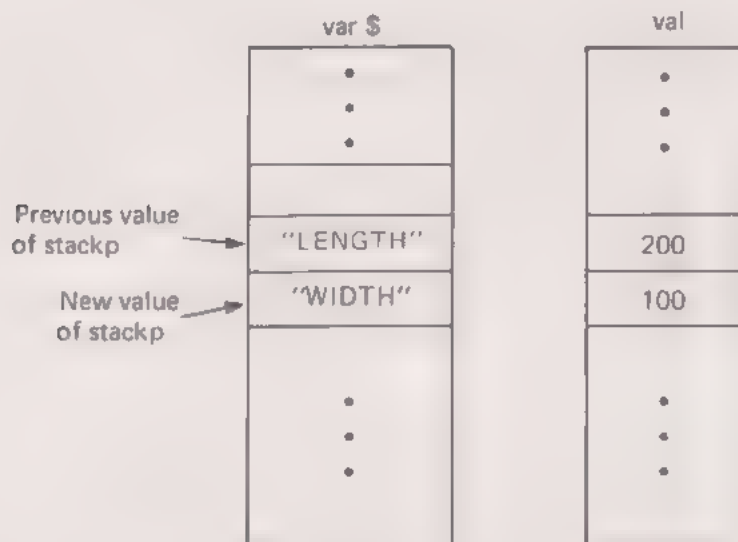 var $
val
Previous value
of stackp
"LENGTH"
200
New value
of stackp
"WIDTH"
100